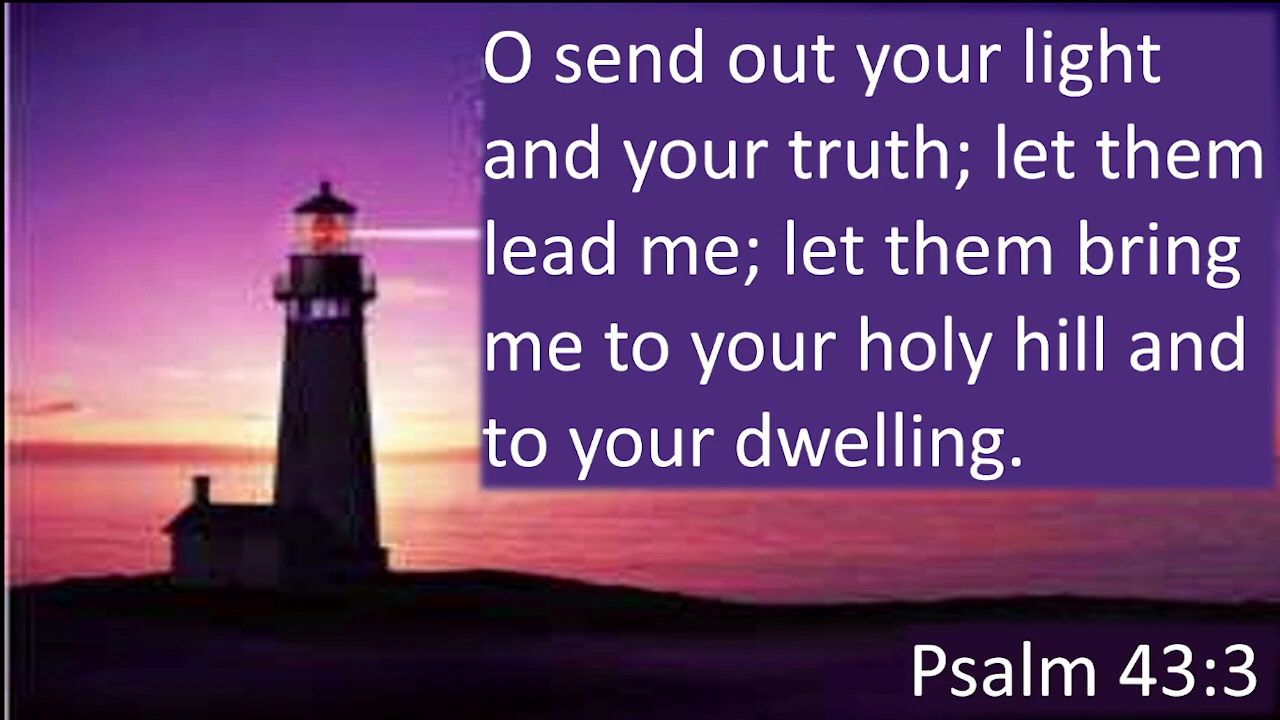 O send out your light
and your truth; let them
lead me; let them bring
me to your holy hill and
to your dwelling.
Psalm 43:3